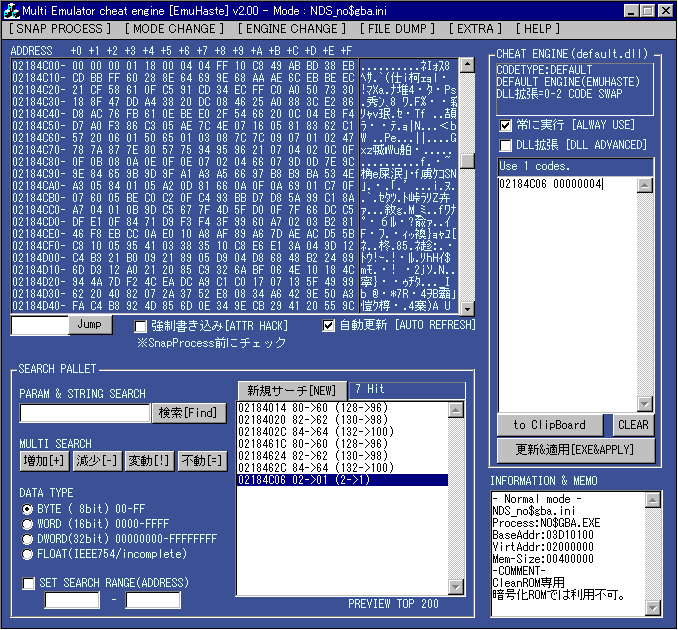 Multi Emulator cheat engine [EmuHaste] v2.00 - Mode : NDS_no$gba.ini
[ SNAP PROCESS ] [ MODE CHANGE ] [ ENGINE CHANGE ] [ FILE DUMP ] [ EXTRA ] [ HELP ]
ADDRESS +0 +1 +2 +3 +4 +5 +6 +7 +8 +9 +A +B +C +D +E +F
02184C00- 00 00 00 01 18 00 04 04 FF 10 C8 49 AB BD 38 EB
02184C10- CD BB FF 60 28 8E 64 69 9E 68 AA AE 6C EB BE EC
02184C20- 21 CF 58 61 0F C5 91 CD 34 EC FF C0 A0 50 73 30
02184C30- 18 8F 47 DD A4 38 20 DC 08 46 25 A0 88 3C E2 86
02184C40- D8 AC 76 FB 61 0E BE E0 2F 54 66 20 0C 04 E8 F4
02184C50- D7 A0 F3 86 C3 05 AE 7C 4E 07 16 05 81 83 62 C1
02184C60- 57 20 06 01 50 65 01 03 08 7C 7C 09 07 01 02 47
02184C70- 78 7A 87 7E 80 57 75 94 95 96 21 07 04 02 0C 0F
02184C80- 0F 0B 08 0A 0E 0F 0E 07 02 04 66 07 9D 0D 7E 9C
02184C90- 9E 84 65 9B 9D 9F A1 A3 A5 66 97 B8 B9 BA 53 4E
02184CA0- A3 05 84 01 05 A2 0D 81 66 0A 0F 0A 69 01 C7 0F
02184CB0- 07 60 05 BE C0 C2 0F C4 93 BB D7 D8 5A 99 C1 8A
02184CC0- A7 04 01 0B 9D C5 67 7F 4D 5F D0 0F 7F 66 DC C5
02184CD0- DF E1 0F 84 71 D9 F3 F4 3F 99 60 A7 02 03 B2 81
02184CE0- 46 F8 EB CC 0A E0 10 A8 AF 89 A6 7D AE AC D5 5B
02184CF0- C8 10 05 95 41 03 38 35 10 C8 E6 E1 3A 04 9D 12
02184D00- C4 B3 21 B0 09 21 89 05 D9 04 D8 68 48 B2 24 89
02184D10- 6D D3 12 A0 21 20 85 C9 32 6A BF 06 4E 10 18 4C
02184D20- 94 4A 7D F2 4C EA DC A9 C1 C0 17 07 13 5F 49 99
02184D30- 62 20 40 82 07 2A 37 52 E8 08 34 A6 42 9E 50 A3
02184D40- FA C4 B8 92 4D 85 6D 0E 34 9E CB 29 41 20 55 9C
Jump
強制書き込み[ATTR HACK]
※SnapProcess前にチェック
自動更新 [AUTO REFRESH]
SEARCH PALLET
PARAM & STRING SEARCH
検索[Find]
MULTI SEARCH
増加[+] 減少[-] 変動[!] 不動[=]
DATA TYPE
BYTE ( 8bit) 00-FF
WORD (16bit) 0000-FFFF
DWORD(32bit) 00000000-FFFFFFFF
FLOAT(IEEE754/incomplete)
SET SEARCH RANGE(ADDRESS)
-
新規サーチ[NEW] 7 Hit
02184014 80->60 (128->96)
02184020 82->62 (130->98)
0218402C 84->64 (132->100)
0218461C 80->60 (128->96)
02184624 82->62 (130->98)
0218462C 84->64 (132->100)
02184C06 02->01 (2->1)
PREVIEW TOP 200
CHEAT ENGINE(default.dll)
CODETYPE:DEFAULT
DEFAULT ENGINE(EMUHASTE)
DLL拡張=0-2 CODE SWAP
常に実行 [ALWAY USE]
DLL拡張 [DLL ADVANCED]
Use 1 codes.
02184C06 00000004
to ClipBoard CLEAR
更新&適用[EXE&APPLY]
INFORMATION & MEMO
- Normal mode -
NDS_no$gba.ini
Process:NO$GBA.EXE
BaseAddr:03D10100
VirtAddr:02000000
Mem-Size:00400000
-COMMENT-
CleanROM専用
暗号化ROMでは利用不可。